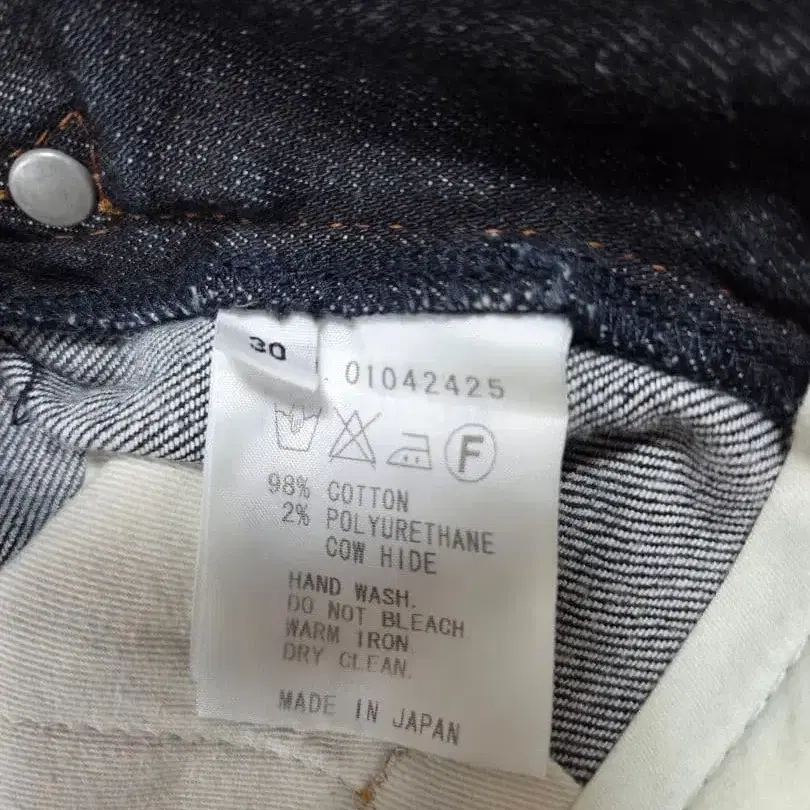 30
01042425
F
98% COTTON
2% POLYURETHANE
COW HIDE
HAND WASH.
DO NOT BLEACH
WARM IRON.
DRY CLEAN.
MADE IN JAPAN